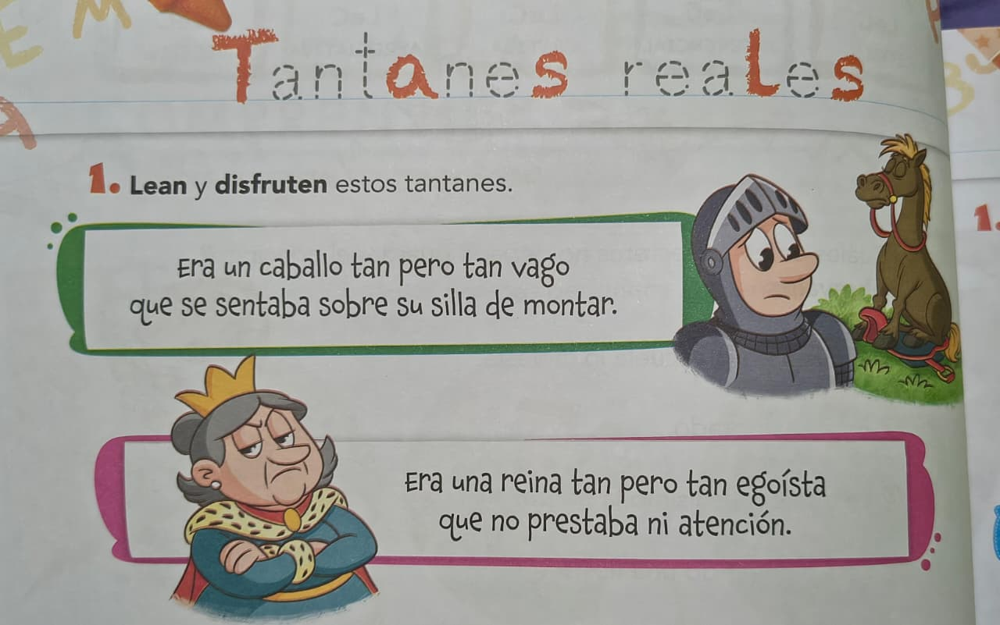 Tantanes reales
1. Lean y disfruten estos tantanes.
Era un caballo tan pero tan vago
que se sentaba sobre su silla de montar.
Era una reina tan pero tan egoísta
que no prestaba ni atención.
1.